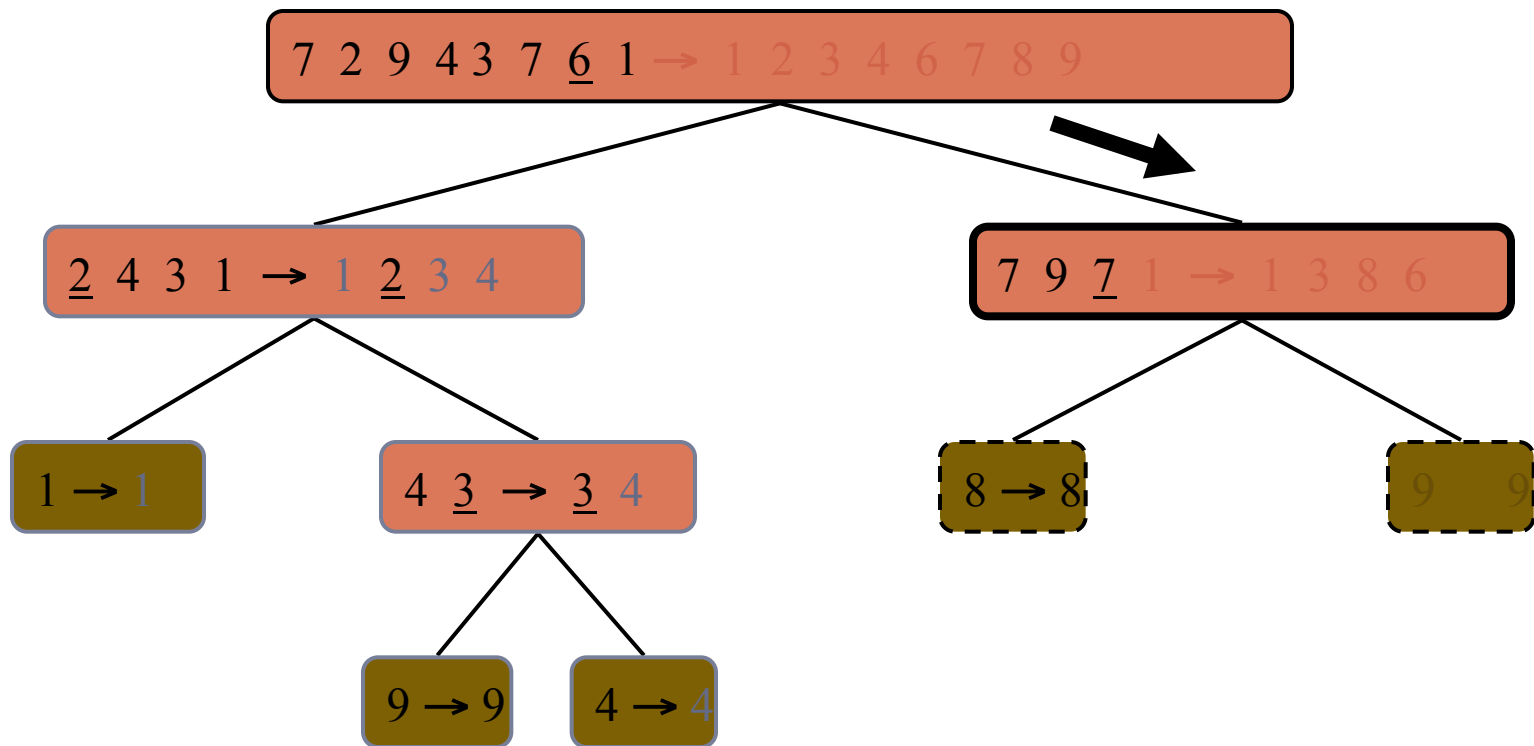 7 2 9 4 3 7 6 1 → 1 2 3 4 6 7 8 9
2 4 3 1 → 1 2 3 4
7 9 7 1 → 1 3 8 6
1 → 1
4 3 → 3 4
8 → 8
9 9
9 → 9
4 → 4